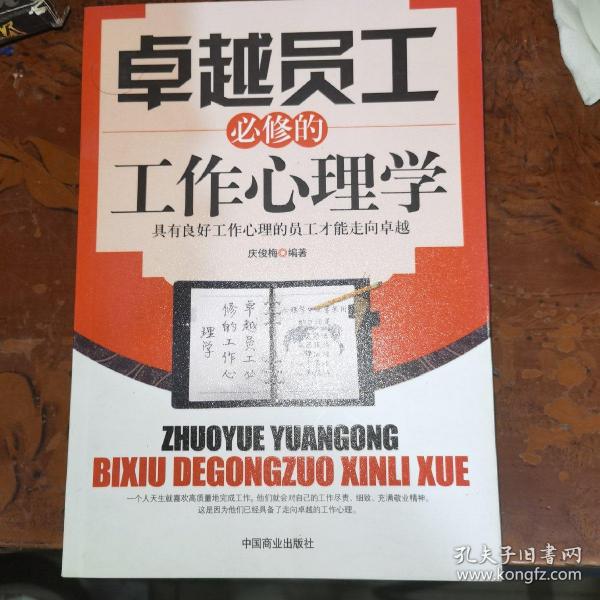 卓越员工
必修的
工作心理学
具有良好工作心理的员工才能走向卓越
庆俊梅◎编著
卓越员工必
修的工作心
理学
ZHUOYUE YUANGONG
BIXIU DEGONGZUO XINLI XUE
一个人天生就喜欢高质量地完成工作。他们就会对自己的工作尽责、细致、充满敬业精神。
这是因为他们已经具备了走向卓越的工作心理。
中国商业出版社
孔夫子旧书网
www.kongfz.com